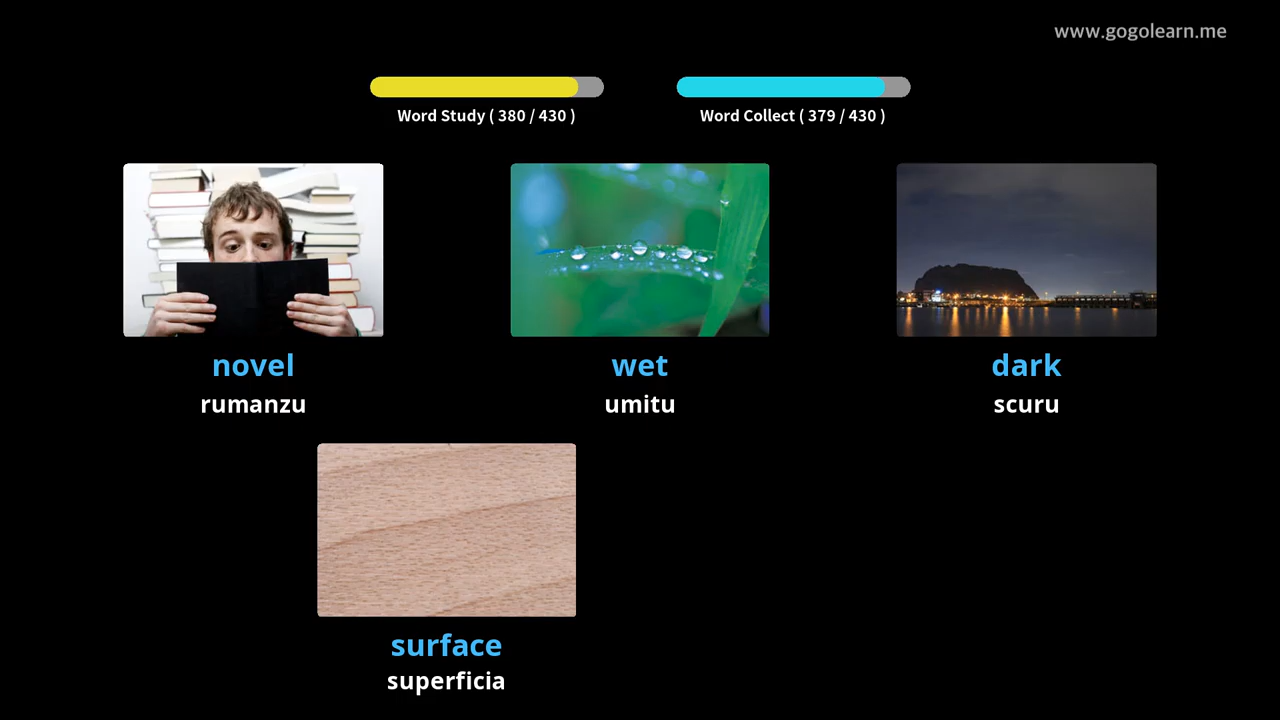 www.gogolearn.me
Word Study ( 380 / 430 )
Word Collect ( 379 / 430 )
novel
rumanzu
wet
umitu
dark
scuru
surface
superficia